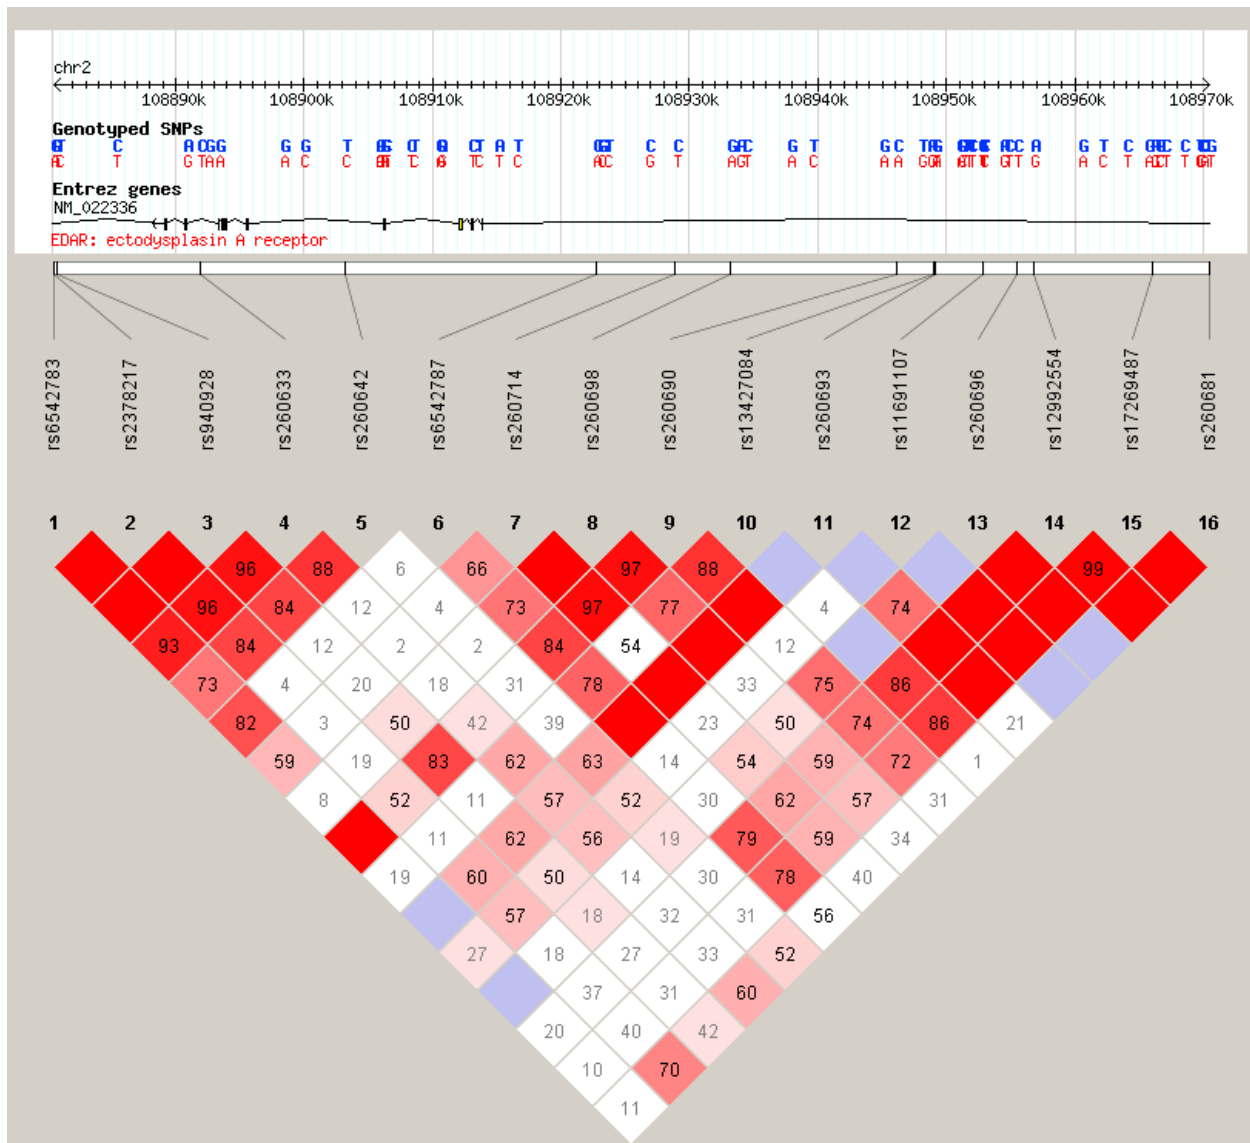 chr2
108890k 108900k 108910k 108920k 108930k 108940k 108950k 108960k 108970k
Genotyped SNPs
C G G T A T C C G T G C A G T C C
T G TAA A C C T C T G T AGT A C A A G A C T T
Entrez genes
NM_022336
EDAR: ectodysplasin A receptor
rs6542783 rs2378217 rs940928 rs260633 rs260642 rs6542787 rs260714 rs260698 rs260690 rs13427084 rs260693 rs11691107 rs260696 rs12992554 rs17269487 rs260681
1 2 3 4 5 6 7 8 9 10 11 12 13 14 15 16
96 88 6 66 97 88 99
96 84 12 4 73 97 77 4 74
93 84 12 2 2 84 54 12
73 4 20 18 31 78 33 75 86
82 3 50 42 39 23 50 74 86 21
59 19 83 62 63 14 54 59 72 1
8 52 11 57 52 30 62 57 31
11 62 56 19 79 59 34
19 60 50 14 30 78 40
57 18 32 31 56
27 18 27 33 52
37 31 60
20 40 42
10 70
11